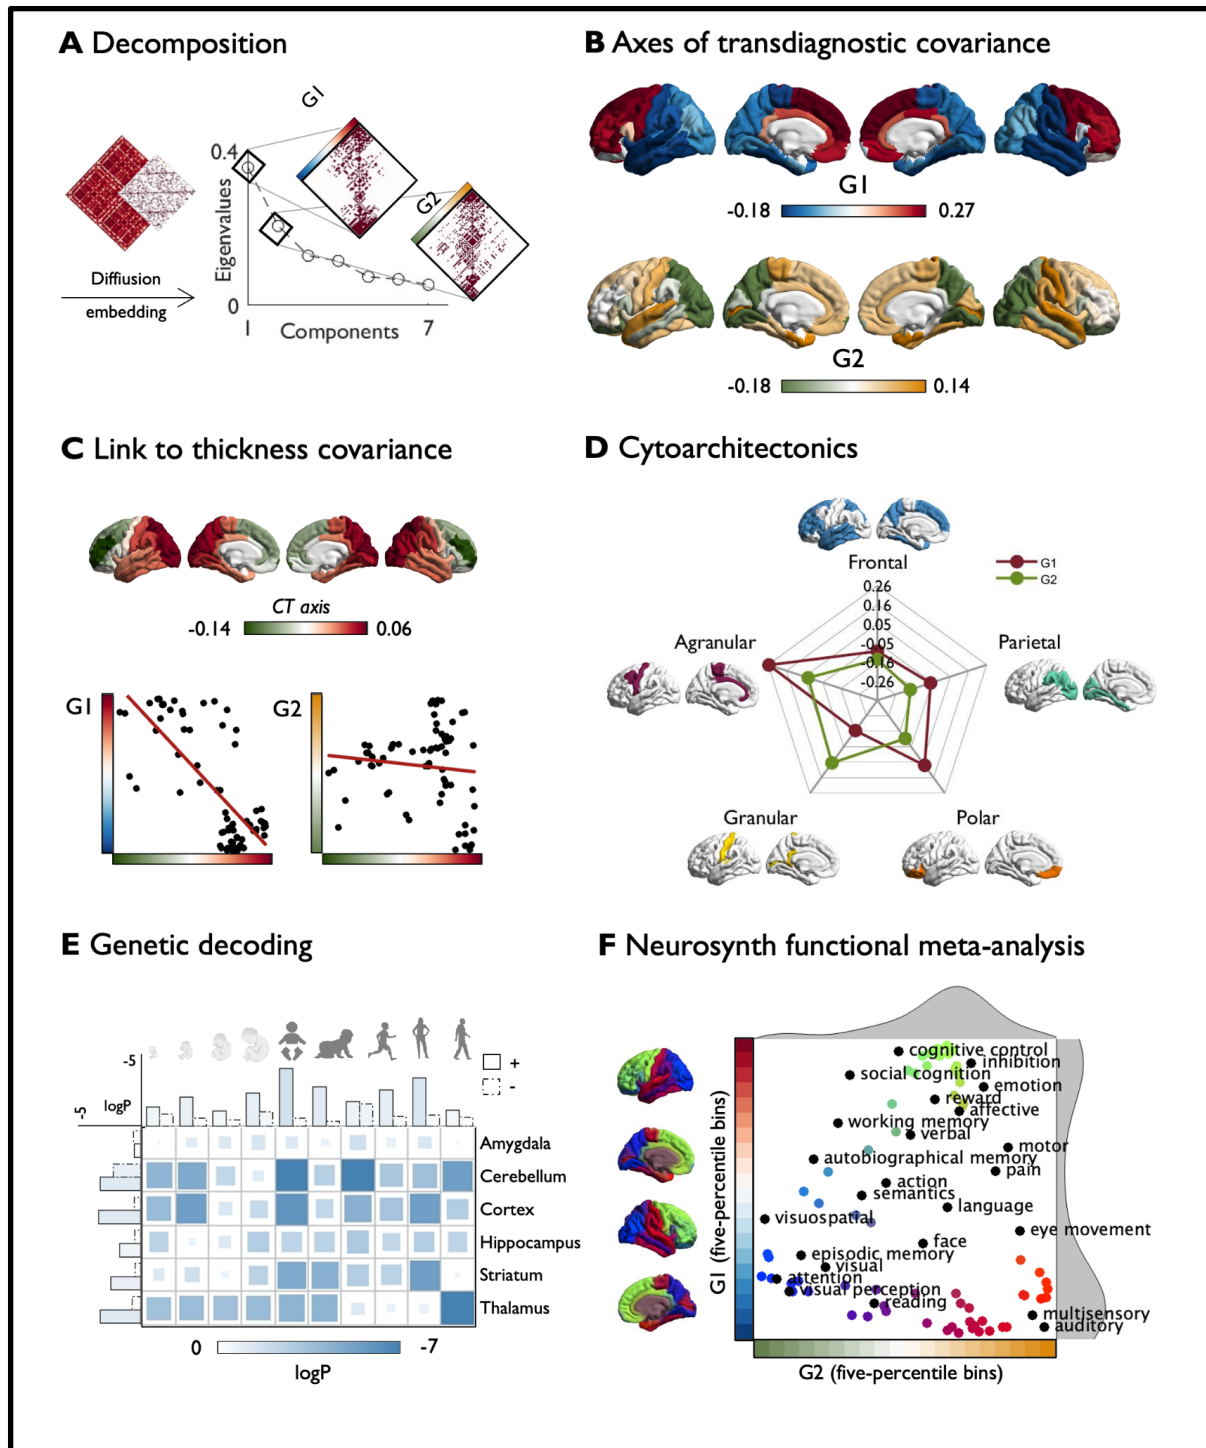 A Decomposition
G1
0.4
Eigenvalues
G2
Diffiusion
embedding
0
1
Components
7
B Axes of transdiagnostic covariance
G1
-0.18
0.27
G2
-0.18
0.14
C Link to thickness covariance
CT axis
-0.14
0.06
G1
G2
D Cytoarchitectonics
Frontal
G1
G2
0.26
0.16
0.05
-0.05
-0.16
-0.26
Agranular
Parietal
Granular
Polar
E Genetic decoding
-5
+
-
-5
logP
Amygdala
Cerebellum
Cortex
Hippocampus
Striatum
Thalamus
0
-7
logP
F Neurosynth functional meta-analysis
cognitive control
inhibition
social cognition
emotion
reward
affective
working memory
verbal
motor
autobiographical memory
pain
action
semantics
language
visuospatial
eye movement
face
episodic memory
visual
attention
visual perception
reading
multisensory
auditory
G1 (five-percentile bins)
G2 (five-percentile bins)